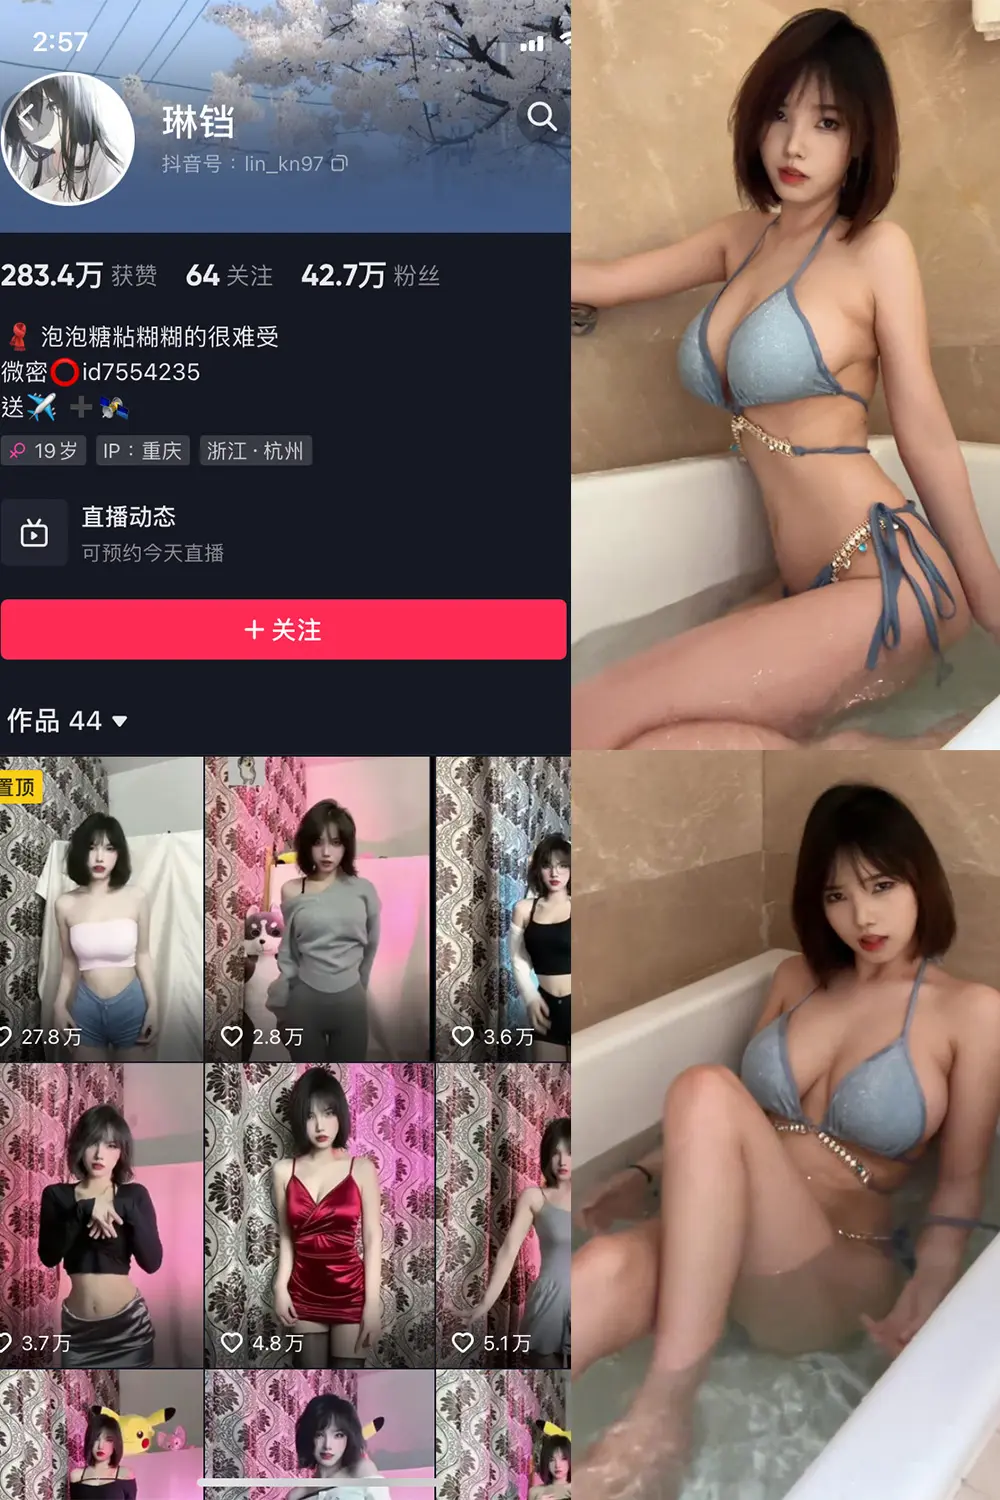 2:57
琳铛
抖音号：lin_kn97
283.4万 获赞 64 关注 42.7万 粉丝
泡泡糖粘糊糊的很难受
微密⭕id7554235
送✈️➕🛰️
19岁 IP：重庆 浙江·杭州
直播动态
可预约今天直播
+ 关注
作品 44
置顶
27.8万 2.8万 3.6万
3.7万 4.8万 5.1万